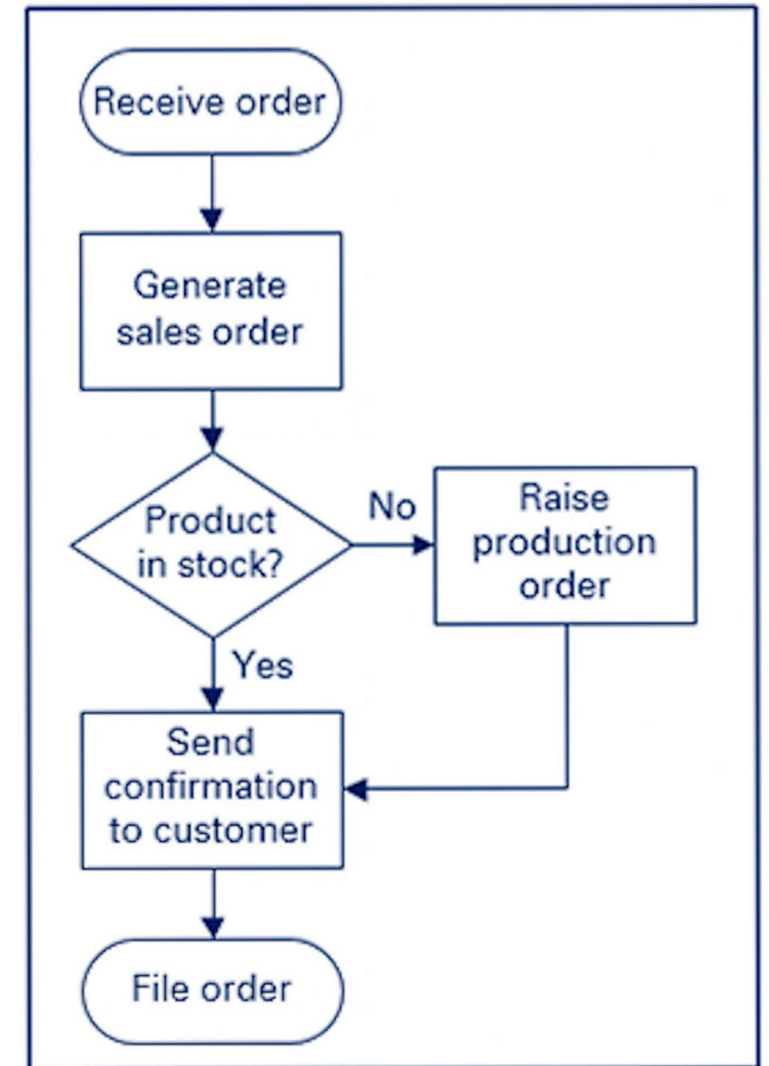 Receive order
Generate
sales order
Product
in stock?
No
Raise
production
order
Yes
Send
confirmation
to customer
File order